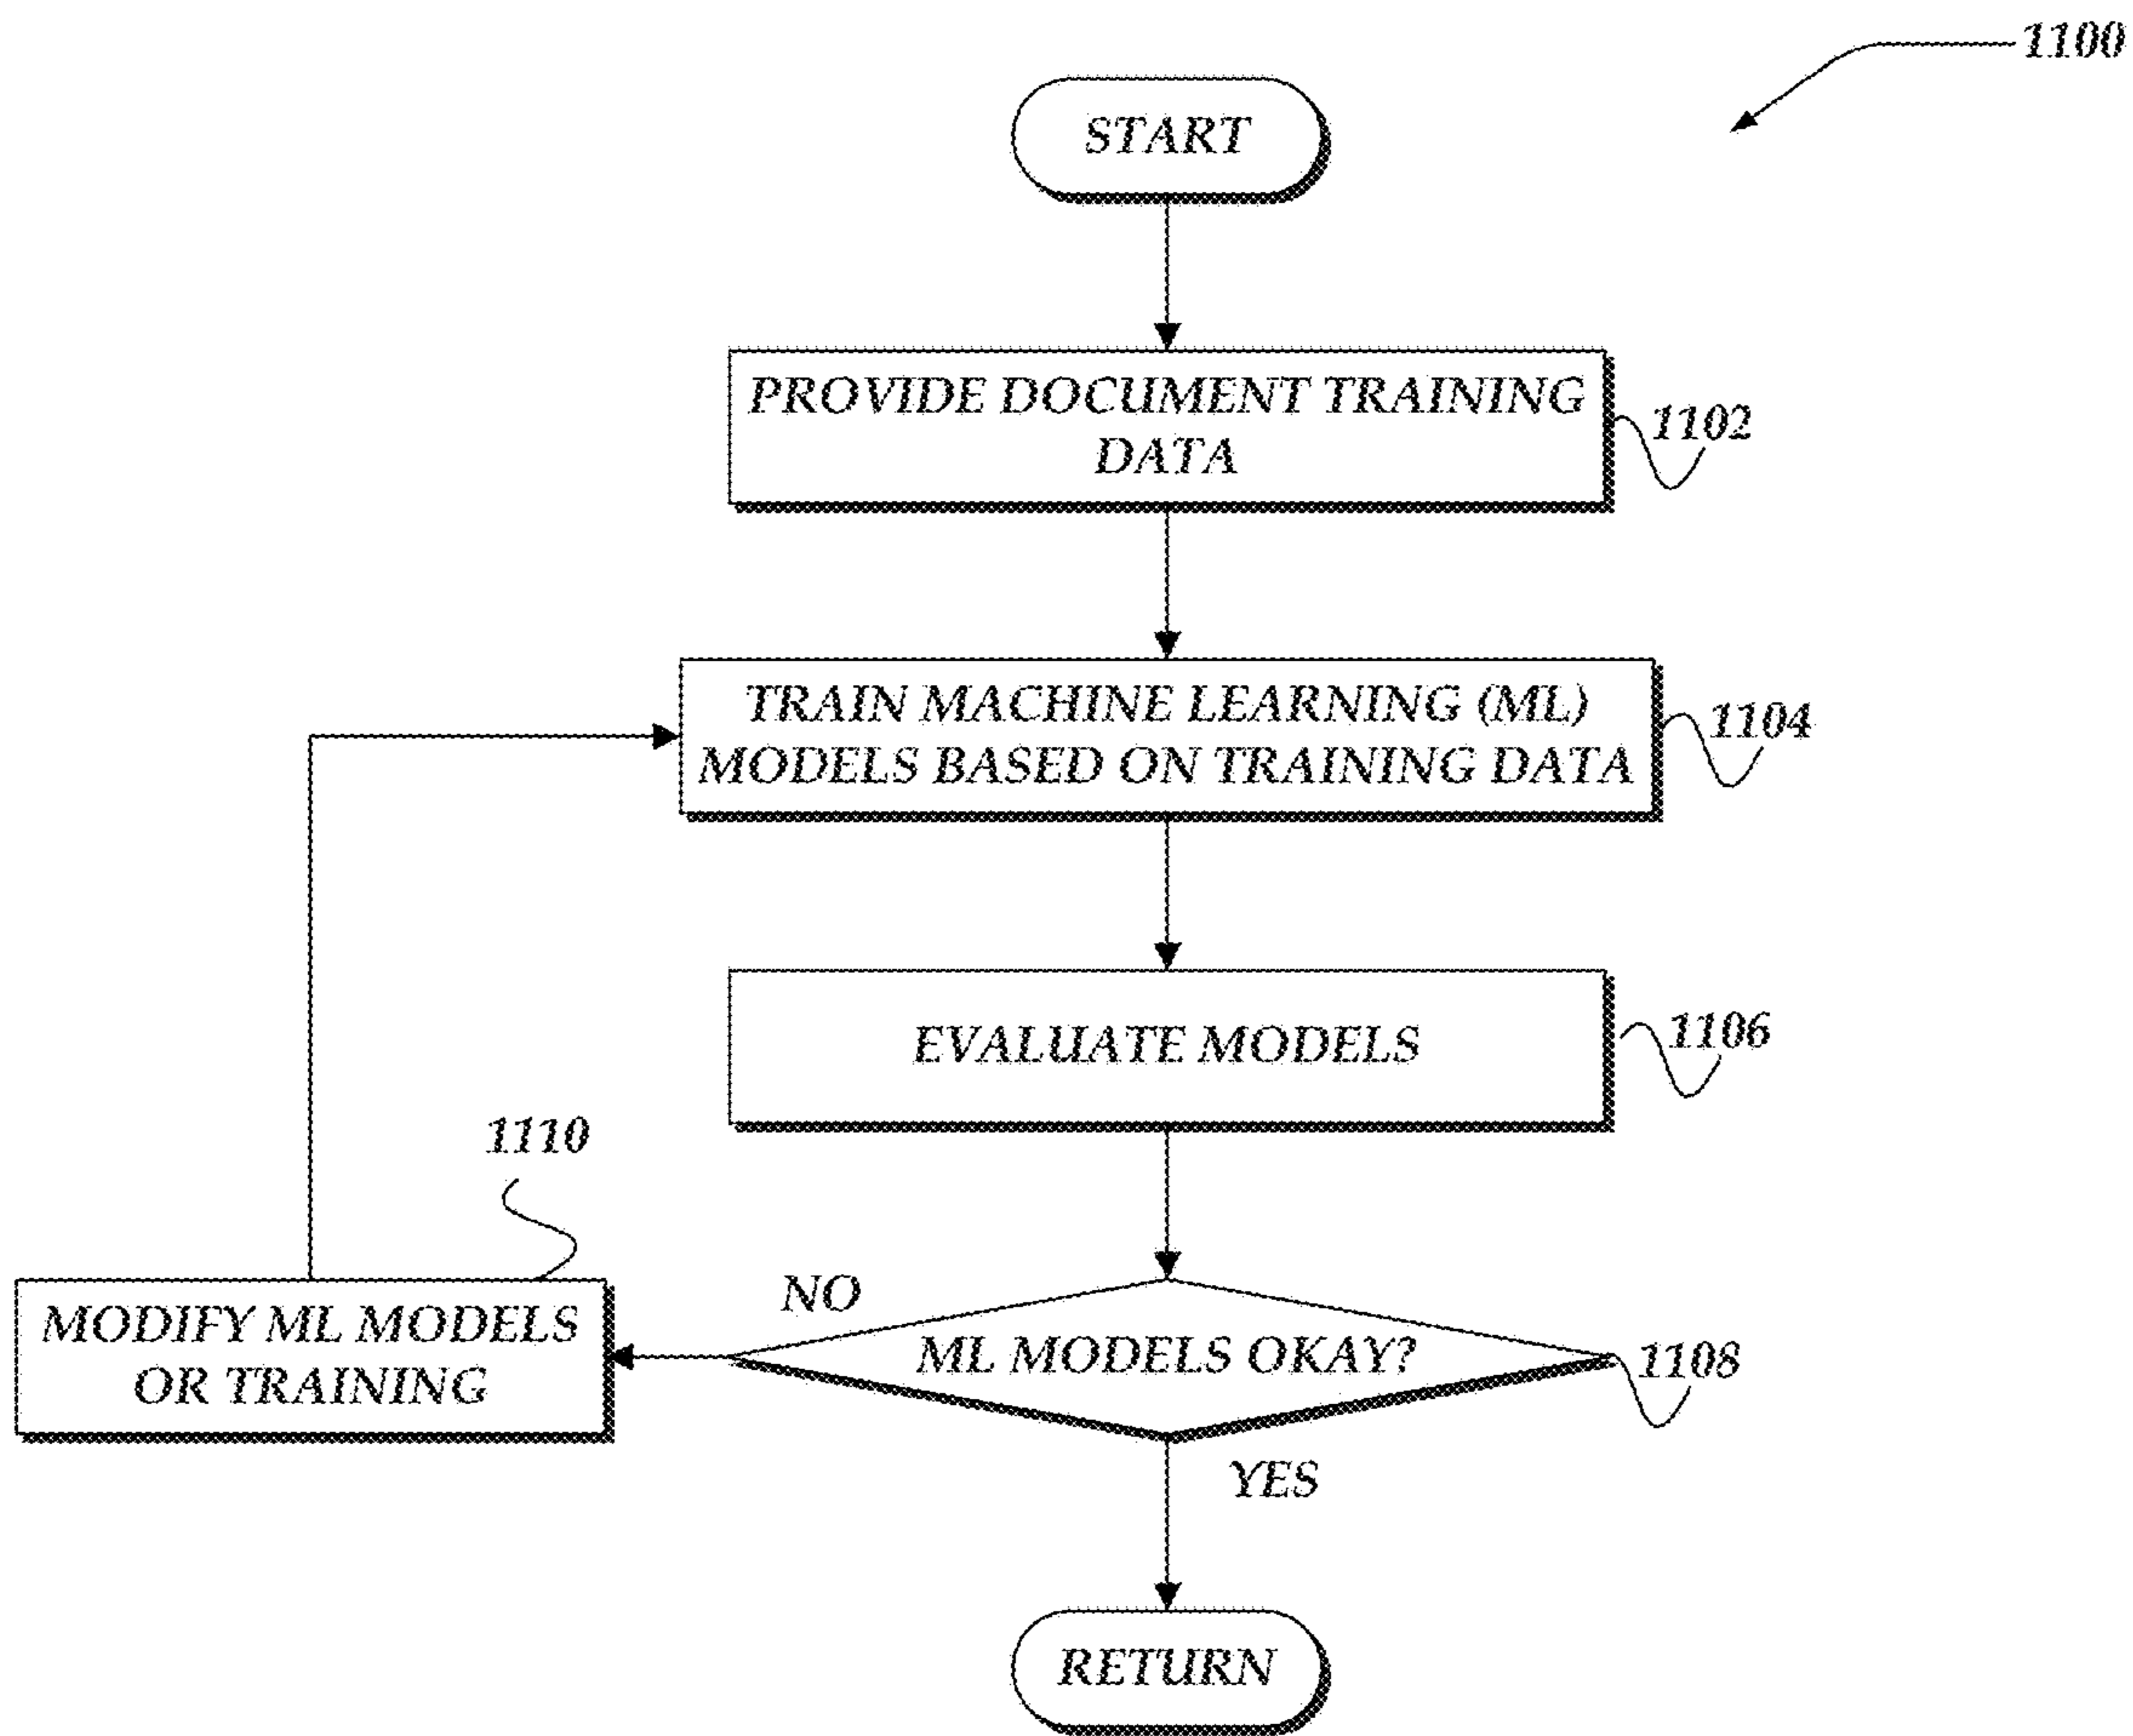 1100
START
PROVIDE DOCUMENT TRAINING
DATA
1102
TRAIN MACHINE LEARNING (ML)
MODELS BASED ON TRAINING DATA
1104
EVALUATE MODELS
1106
1110
MODIFY ML MODELS
OR TRAINING
NO
ML MODELS OKAY?
1108
YES
RETURN